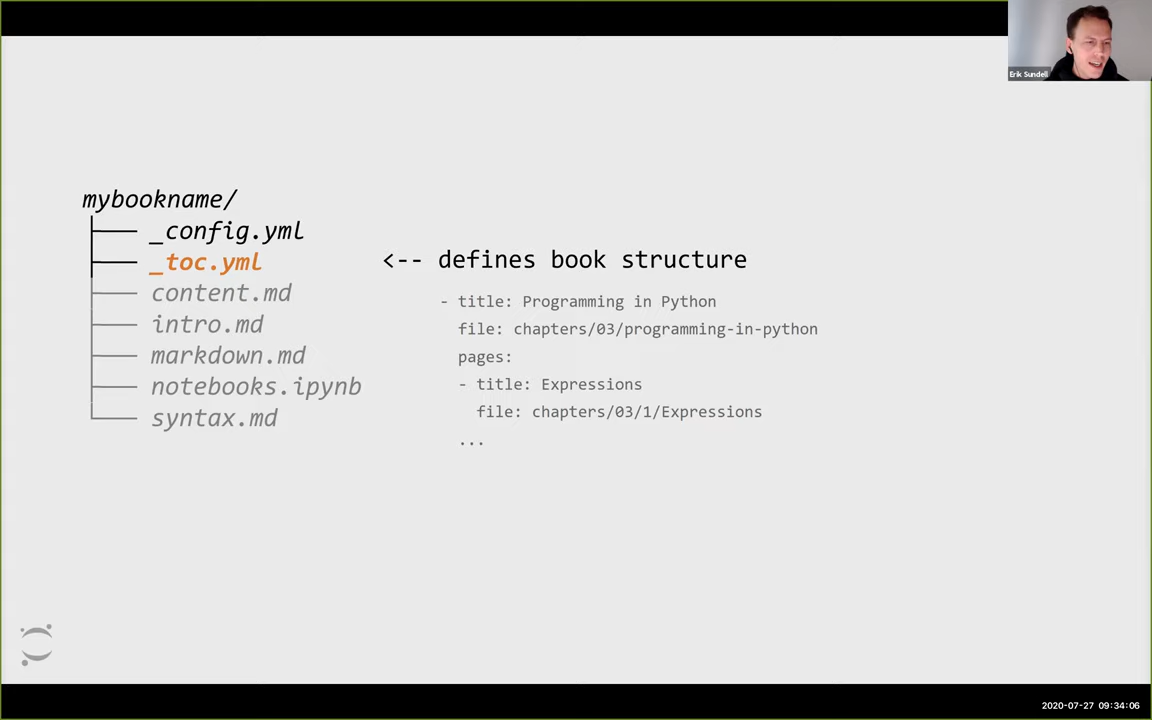 Erik Sundell
mybookname/
_config.yml
_toc.yml <-- defines book structure
content.md
intro.md
markdown.md
notebooks.ipynb
syntax.md
- title: Programming in Python
file: chapters/03/programming-in-python
pages:
- title: Expressions
file: chapters/03/1/Expressions
...
2020-07-27 09:34:06